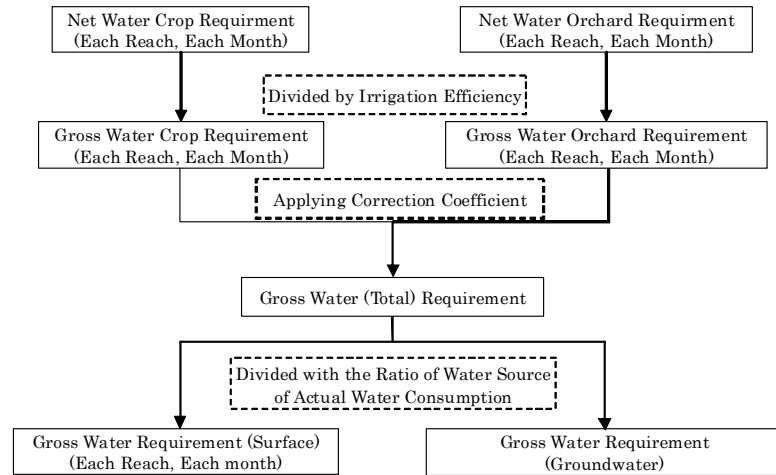 Net Water Crop Requirment
(Each Reach, Each Month)
Net Water Orchard Requirment
(Each Reach, Each Month)
Divided by Irrigation Efficiency
Gross Water Crop Requirement
(Each Reach, Each Month)
Gross Water Orchard Requirement
(Each Reach, Each Month)
Applying Correction Coefficient
Gross Water (Total) Requirement
Divided with the Ratio of Water Source
of Actual Water Consumption
Gross Water Requirement (Surface)
(Each Reach, Each month)
Gross Water Requirement
(Groundwater)